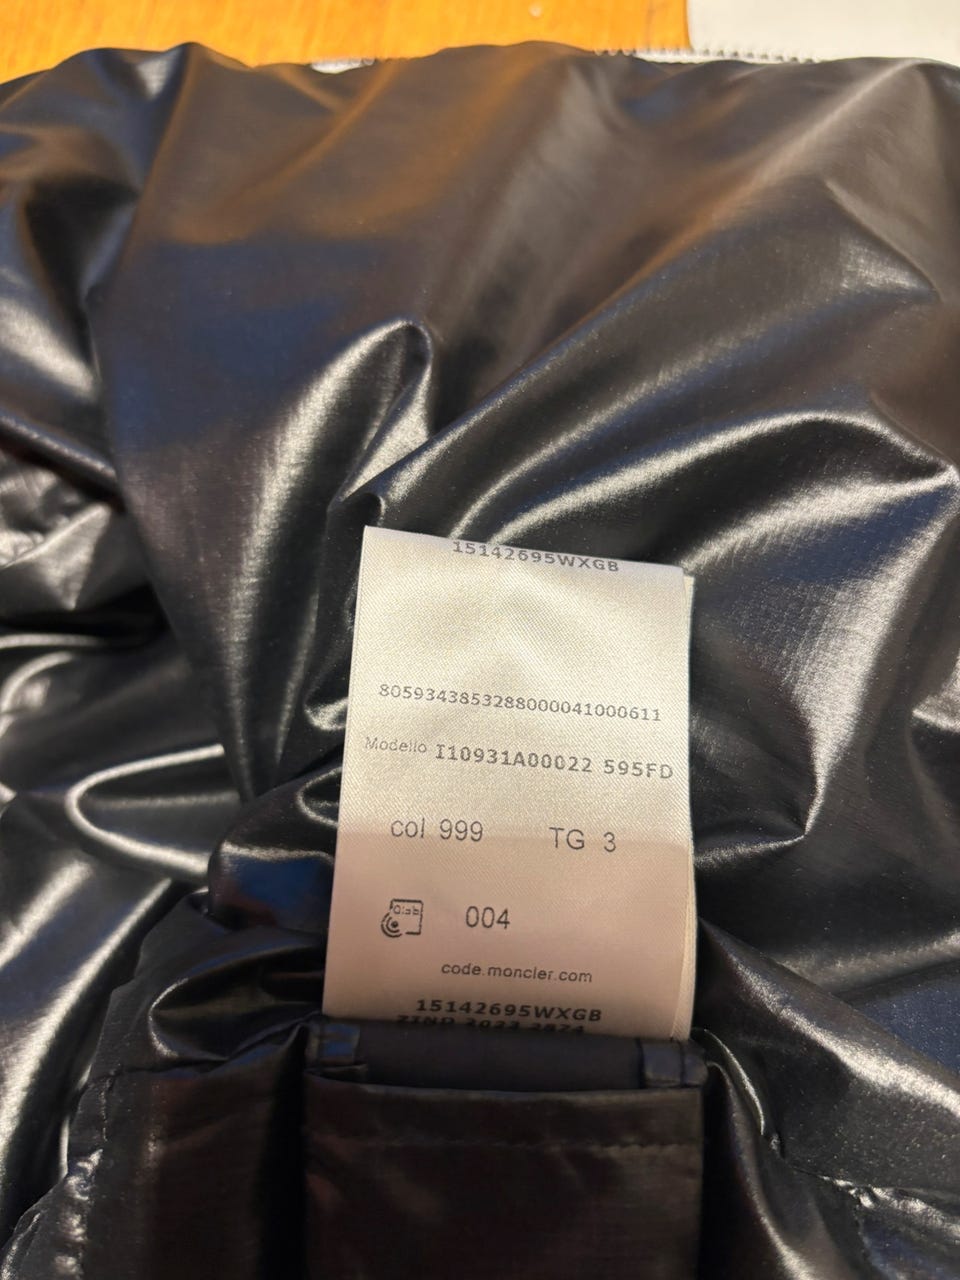 15142695WXGB
8059343853288000041000611
Modello I10931A00022 595FD
col 999 TG 3
004
code.moncler.com
15142695WXGB